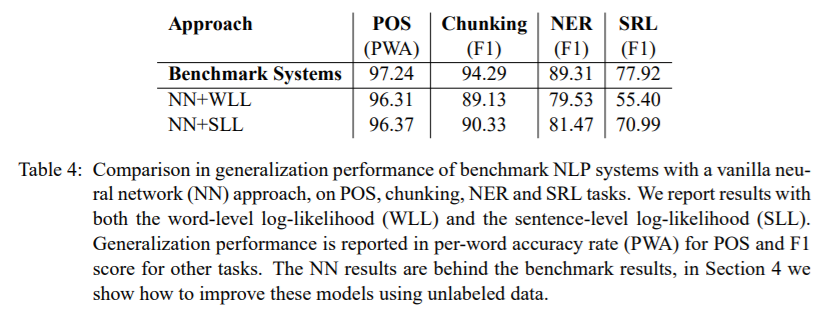 Approach POS Chunking NER SRL
(PWA) (F1) (F1) (F1)
Benchmark Systems 97.24 94.29 89.31 77.92
NN+WLL 96.31 89.13 79.53 55.40
NN+SLL 96.37 90.33 81.47 70.99
Table 4: Comparison in generalization performance of benchmark NLP systems with a vanilla neu-
ral network (NN) approach, on POS, chunking, NER and SRL tasks. We report results with
both the word-level log-likelihood (WLL) and the sentence-level log-likelihood (SLL).
Generalization performance is reported in per-word accuracy rate (PWA) for POS and F1
score for other tasks. The NN results are behind the benchmark results, in Section 4 we
show how to improve these models using unlabeled data.